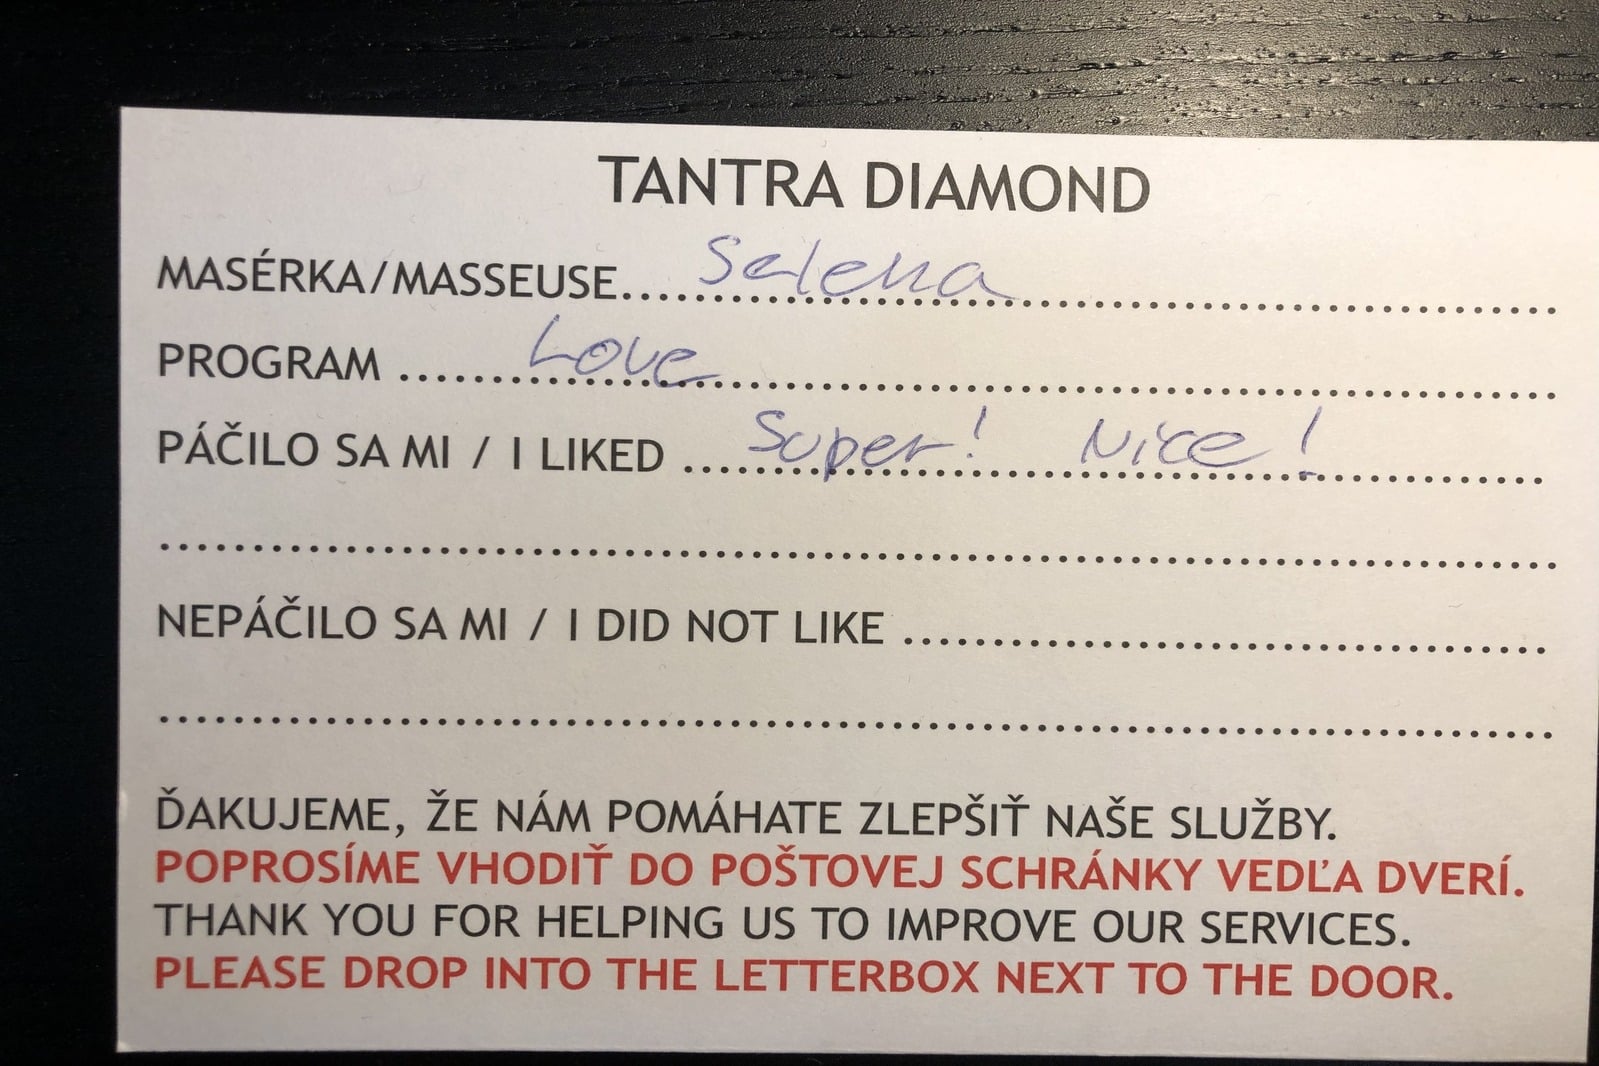 TANTRA DIAMOND
MASÉRKA/MASSEUSE.......Selena.......................................
PROGRAM ........Love.......................................................
PÁČILO SA MI / I LIKED .....Super! Nice!...................
.................................................................................
NEPÁČILO SA MI / I DID NOT LIKE ......................................
.................................................................................
ĎAKUJEME, ŽE NÁM POMÁHATE ZLEPŠIŤ NAŠE SLUŽBY.
POPROSÍME VHODIŤ DO POŠTOVEJ SCHRÁNKY VEDĽA DVERÍ.
THANK YOU FOR HELPING US TO IMPROVE OUR SERVICES.
PLEASE DROP INTO THE LETTERBOX NEXT TO THE DOOR.